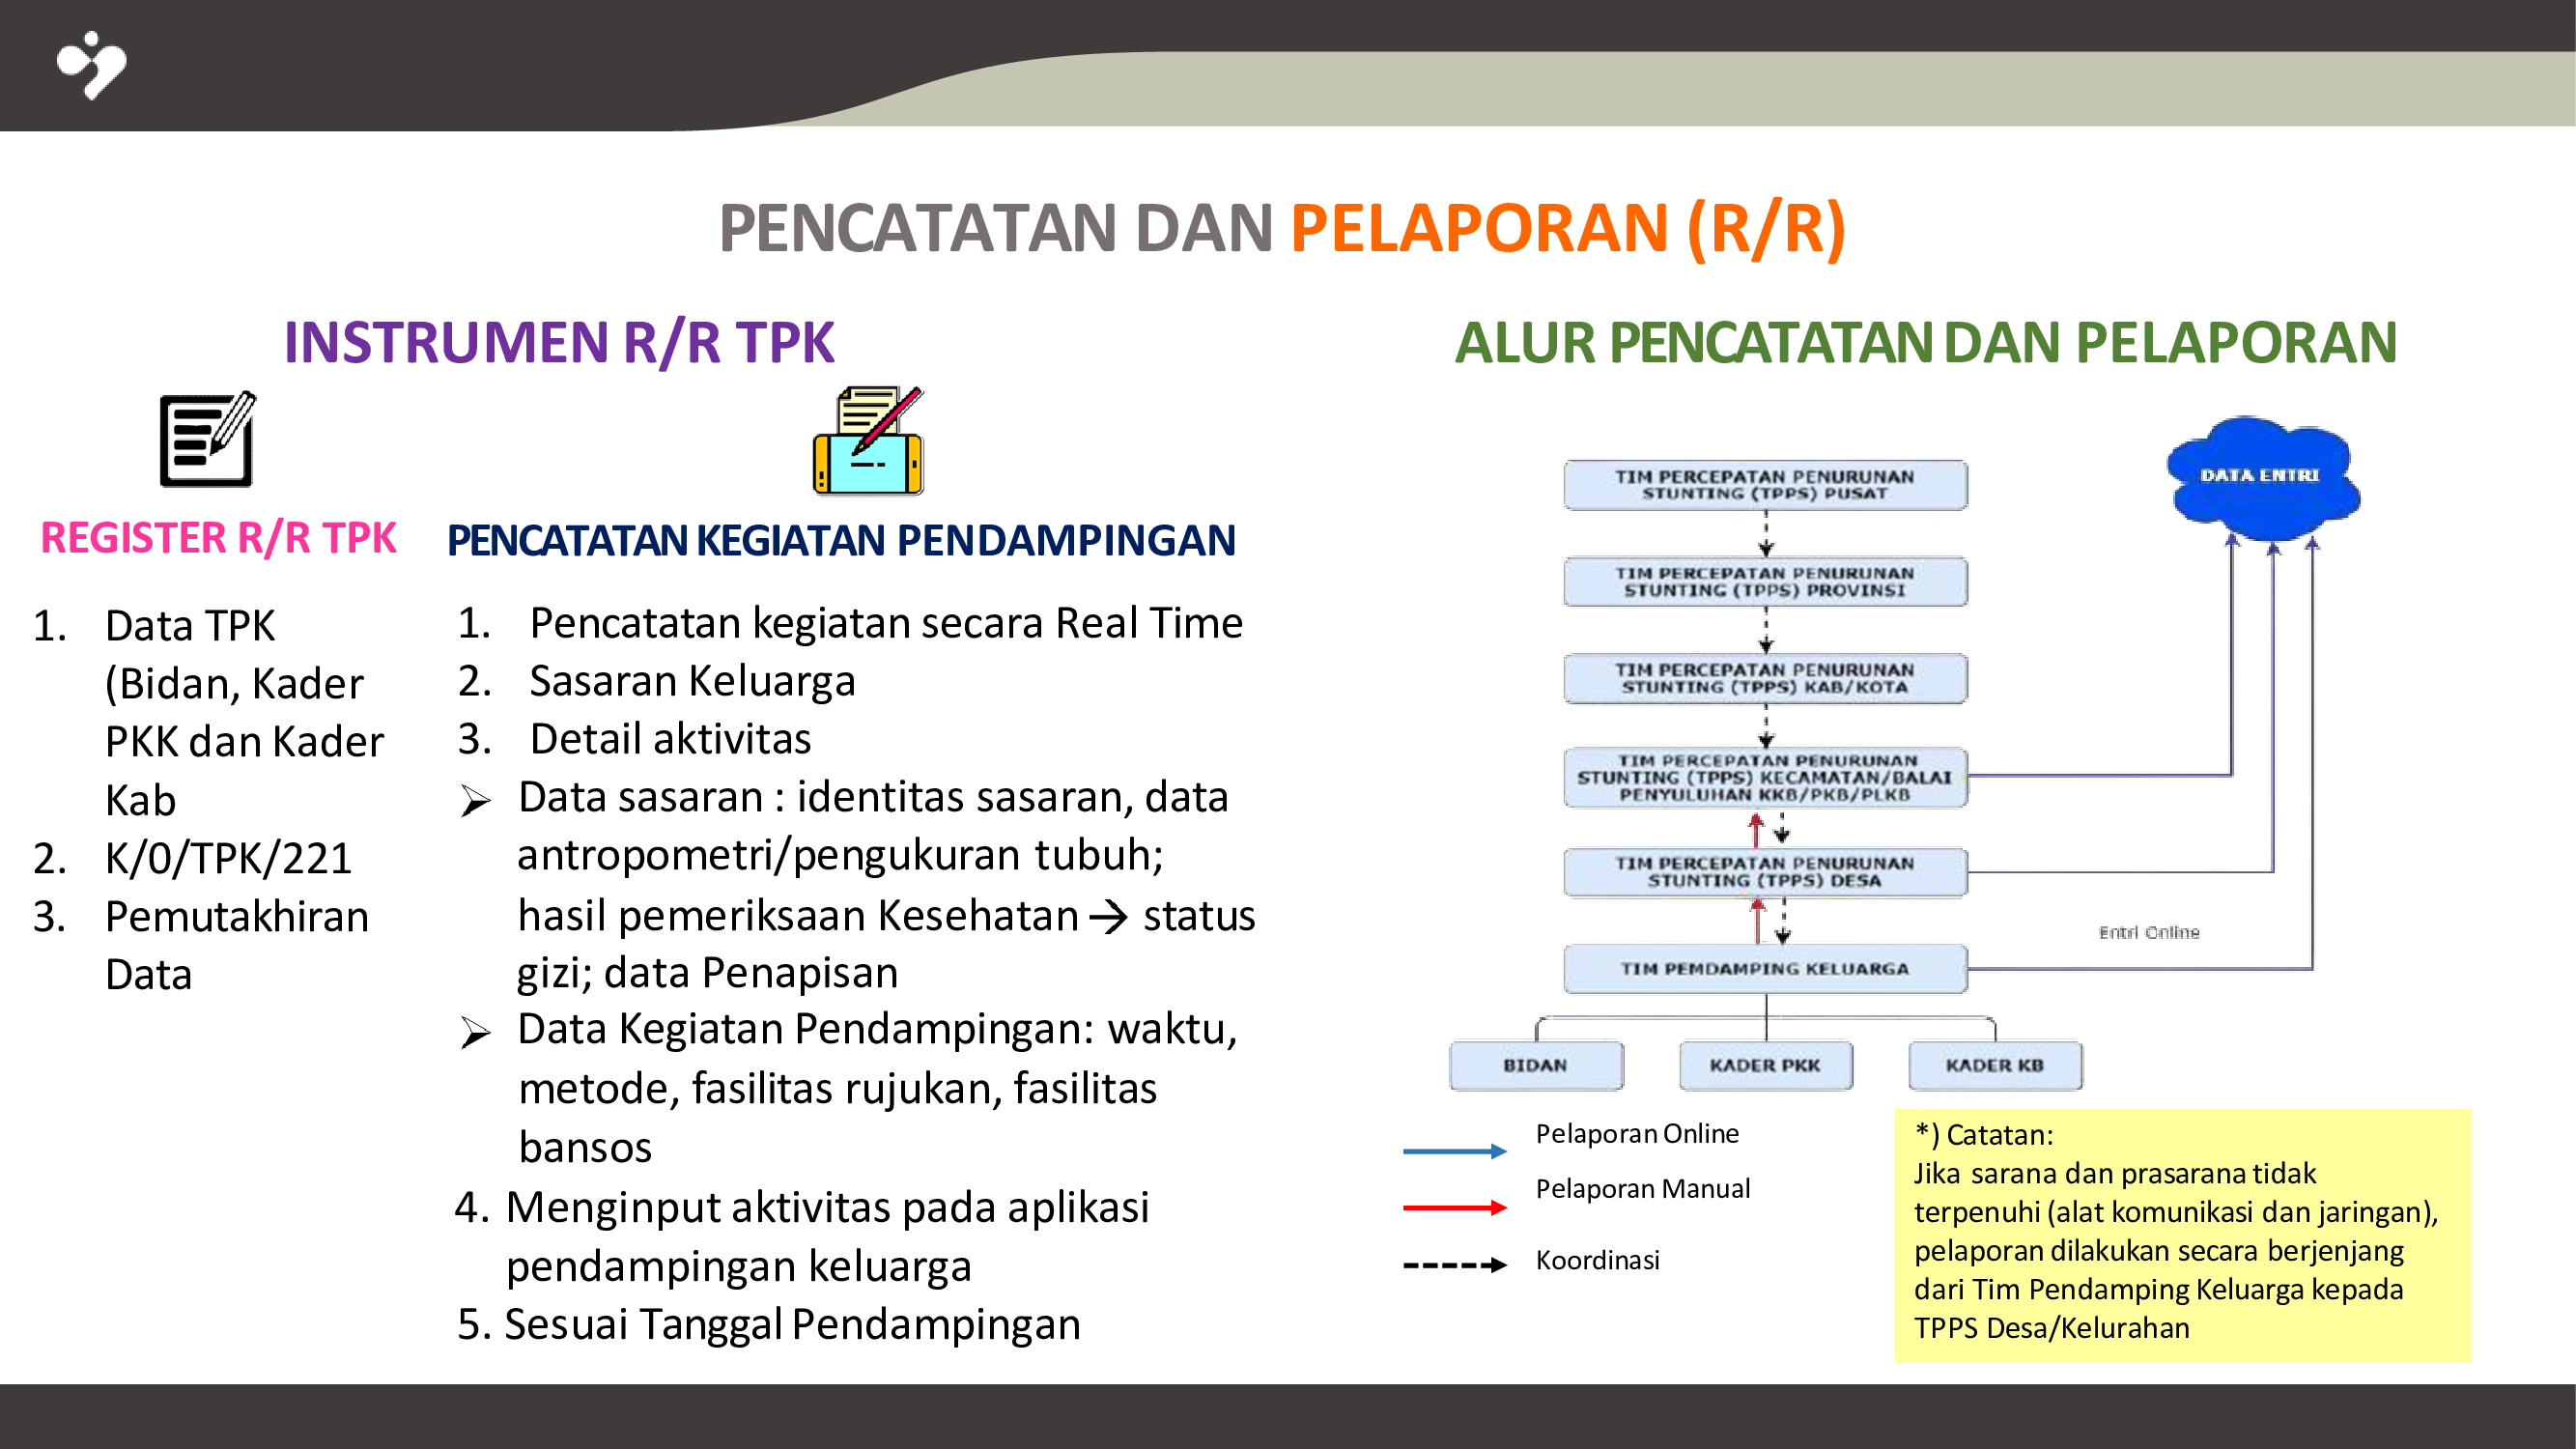 PENCATATAN DAN PELAPORAN (R/R)
INSTRUMEN R/R TPK
REGISTER R/R TPK
1. Data TPK
(Bidan, Kader
PKK dan Kader
Kab
2. K/0/TPK/221
3. Pemutakhiran
Data
PENCATATAN KEGIATAN PENDAMPINGAN
1. Pencatatan kegiatan secara Real Time
2. Sasaran Keluarga
3. Detail aktivitas
➢ Data sasaran : identitas sasaran, data
antropometri/pengukuran tubuh;
hasil pemeriksaan Kesehatan → status
gizi; data Penapisan
➢ Data Kegiatan Pendampingan: waktu,
metode, fasilitas rujukan, fasilitas
bansos
4. Menginput aktivitas pada aplikasi
pendampingan keluarga
5. Sesuai Tanggal Pendampingan
ALUR PENCATATAN DAN PELAPORAN
DATA ENTRI
TIM PERCEPATAN PENURUNAN
STUNTING (TPPS) PUSAT
TIM PERCEPATAN PENURUNAN
STUNTING (TPPS) PROVINSI
TIM PERCEPATAN PENURUNAN
STUNTING (TPPS) KAB/KOTA
TIM PERCEPATAN PENURUNAN
STUNTING (TPPS) KECAMATAN/BALAI
PENYULUHAN KKB/PKB/PLKB
TIM PERCEPATAN PENURUNAN
STUNTING (TPPS) DESA
Entri Online
TIM PEMDAMPING KELUARGA
BIDAN
KADER PKK
KADER KB
Pelaporan Online
Pelaporan Manual
Koordinasi
*) Catatan:
Jika sarana dan prasarana tidak
terpenuhi (alat komunikasi dan jaringan),
pelaporan dilakukan secara berjenjang
dari Tim Pendamping Keluarga kepada
TPPS Desa/Kelurahan